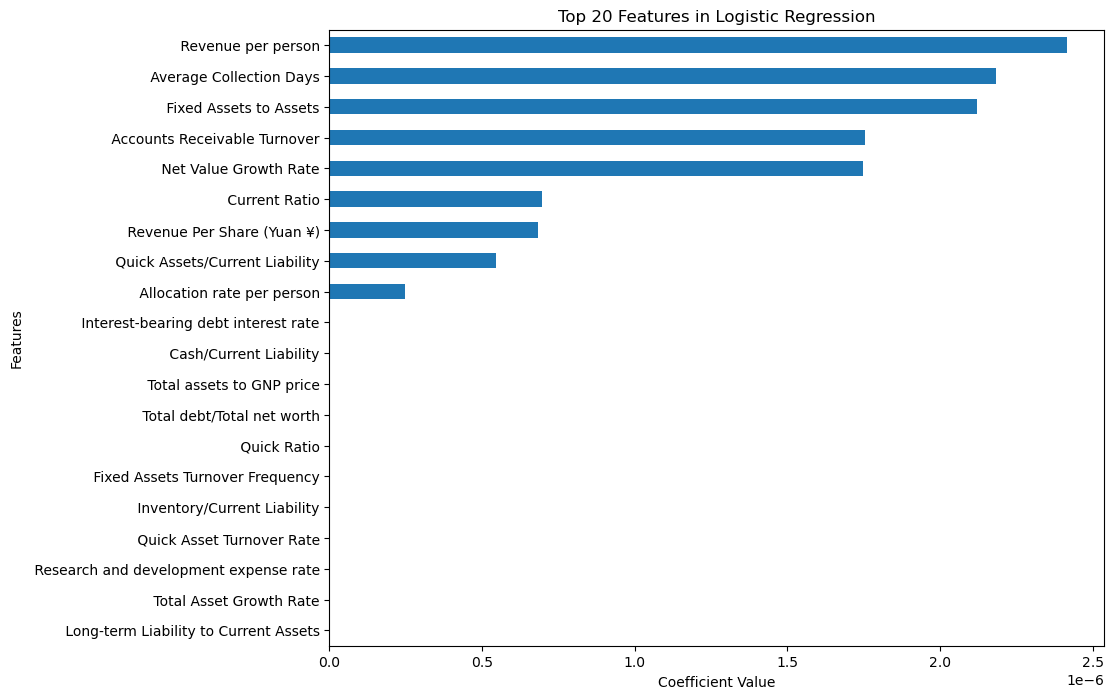 Top 20 Features in Logistic Regression
Features
Revenue per person
Average Collection Days
Fixed Assets to Assets
Accounts Receivable Turnover
Net Value Growth Rate
Current Ratio
Revenue Per Share (Yuan ¥)
Quick Assets/Current Liability
Allocation rate per person
Interest-bearing debt interest rate
Cash/Current Liability
Total assets to GNP price
Total debt/Total net worth
Quick Ratio
Fixed Assets Turnover Frequency
Inventory/Current Liability
Quick Asset Turnover Rate
Research and development expense rate
Total Asset Growth Rate
Long-term Liability to Current Assets
0.0 0.5 1.0 1.5 2.0 2.5
1e−6
Coefficient Value